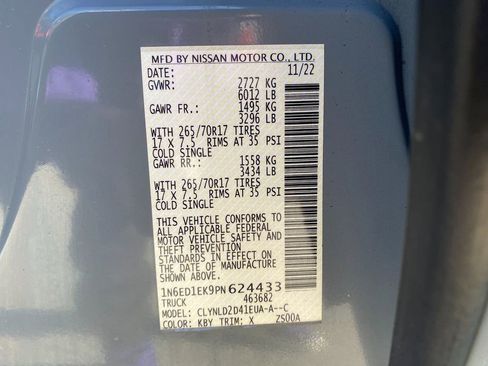 MFD BY NISSAN MOTOR CO., LTD.
DATE: 11/22
GVWR: 2727 KG
6012 LB
GAWR FR.: 1495 KG
3296 LB
WITH 265/70R17 TIRES
17 X 7.5 RIMS AT 35 PSI
COLD SINGLE
GAWR RR.: 1558 KG
3434 LB
WITH 265/70R17 TIRES
17 X 7.5 RIMS AT 35 PSI
COLD SINGLE
THIS VEHICLE CONFORMS TO
ALL APPLICABLE FEDERAL
MOTOR VEHICLE SAFETY AND
THEFT PREVENTION
STANDARDS IN EFFECT ON
THE DATE OF MANUFACTURE
SHOWN ABOVE.
1N6ED1EK9PN624433
TRUCK 463682
MODEL: CLYNLD2D41EUA-A--C
COLOR: KBY TRIM: X ZS00A